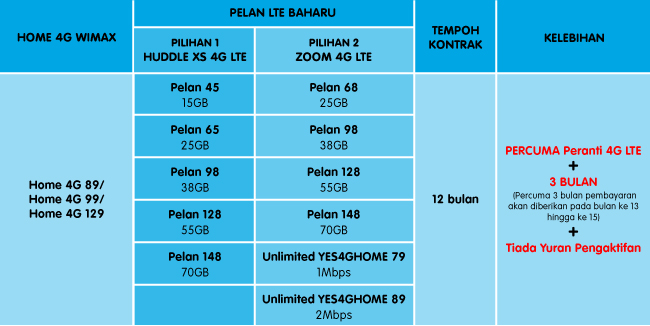 HOME 4G WIMAX
PELAN LTE BAHARU
PILIHAN 1
HUDDLE XS 4G LTE
PILIHAN 2
ZOOM 4G LTE
TEMPOH
KONTRAK
KELEBIHAN
Home 4G 89/
Home 4G 99/
Home 4G 129
Pelan 45
15GB
Pelan 68
25GB
Pelan 65
25GB
Pelan 98
38GB
Pelan 98
38GB
Pelan 128
55GB
Pelan 128
55GB
Pelan 148
70GB
Pelan 148
70GB
Unlimited YES4GHOME 79
1Mbps
Unlimited YES4GHOME 89
2Mbps
12 bulan
PERCUMA Peranti 4G LTE
+
3 BULAN
(Percuma 3 bulan pembayaran
akan diberikan pada bulan ke 13
hingga ke 15)
+
Tiada Yuran Pengaktifan